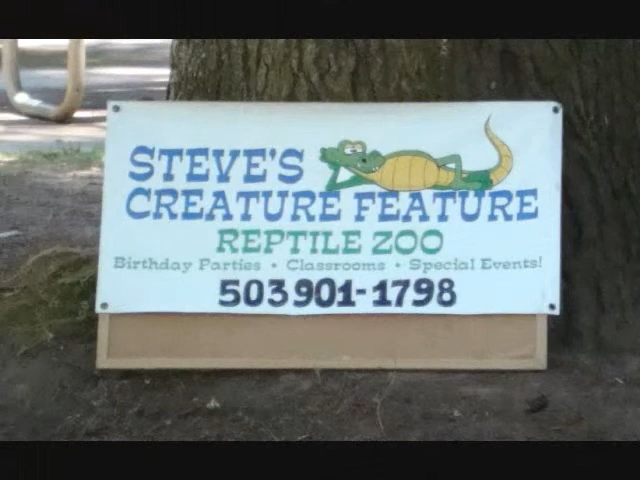 STEVE'S
CREATURE FEATURE
REPTILE ZOO
Birthday Parties • Classrooms • Special Events!
503 901-1798